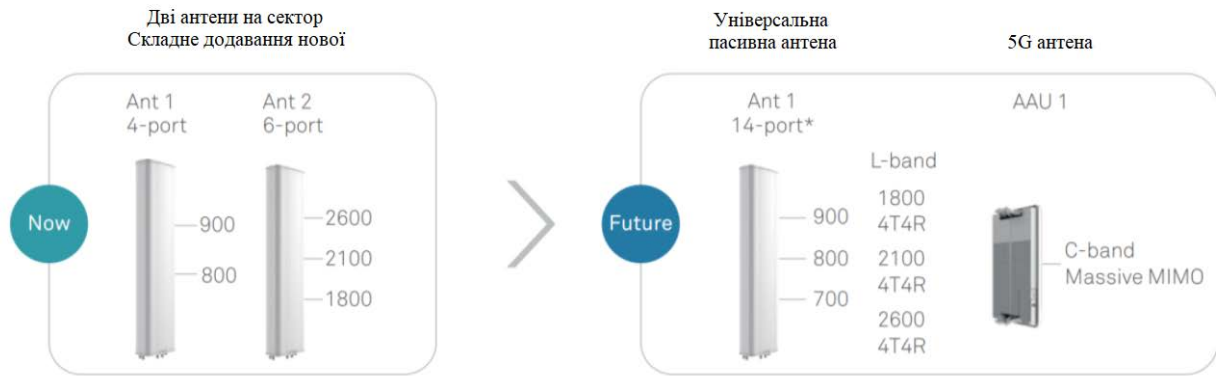 Дві антени на сектор
Складне додавання нової
Універсальна
пасивна антена
5G антена
Now
Ant 1
4-port
900
800
Ant 2
6-port
2600
2100
1800
Future
Ant 1
14-port*
900
800
700
L-band
1800
4T4R
2100
4T4R
2600
4T4R
AAU 1
C-band
Massive MIMO